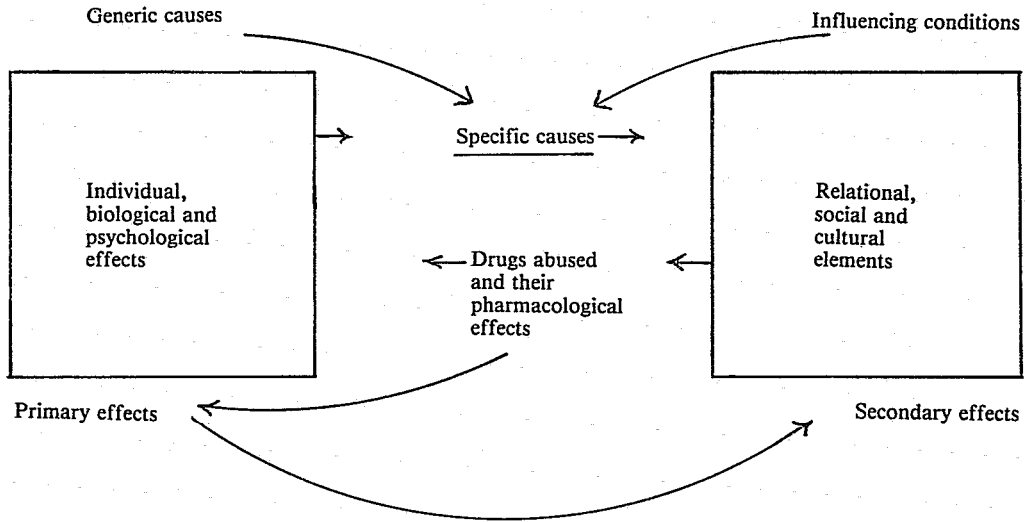 Generic causes
Influencing conditions
Specific causes
Individual,
biological and
psychological
effects
Relational,
social and
cultural
elements
Drugs abused
and their
pharmacological
effects
Primary effects
Secondary effects